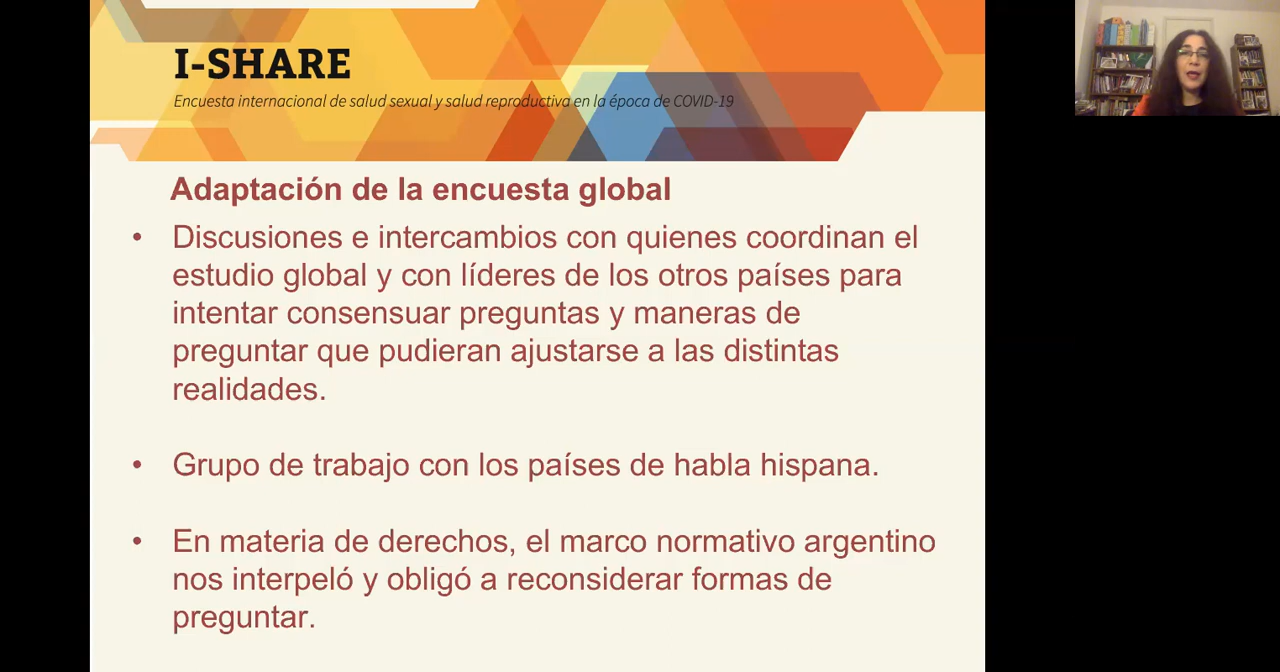 I-SHARE
Encuesta internacional de salud sexual y salud reproductiva en la época de COVID-19
Adaptación de la encuesta global
• Discusiones e intercambios con quienes coordinan el
estudio global y con líderes de los otros países para
intentar consensuar preguntas y maneras de
preguntar que pudieran ajustarse a las distintas
realidades.
• Grupo de trabajo con los países de habla hispana.
• En materia de derechos, el marco normativo argentino
nos interpeló y obligó a reconsiderar formas de
preguntar.